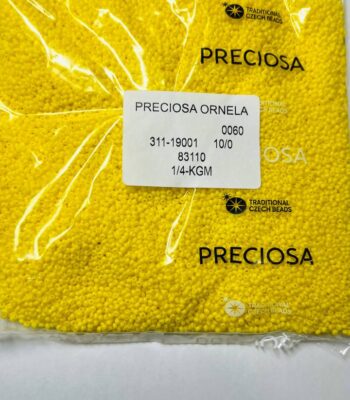 TRADITIONAL
CZECH BEADS
PRECIOSA
PRECIOSA ORNELA
0060
311-19001 10/0
83110
1/4-KGM
PRECIOSA
TRADITIONAL
CZECH BEADS
PRECIOSA
TRADITIONAL
CZECH BEADS